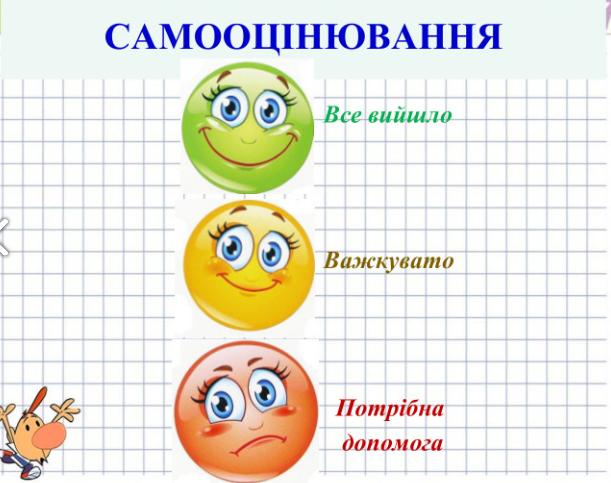 САМООЦІНЮВАННЯ
Все вийшло
Важкувато
Потрібна
допомога